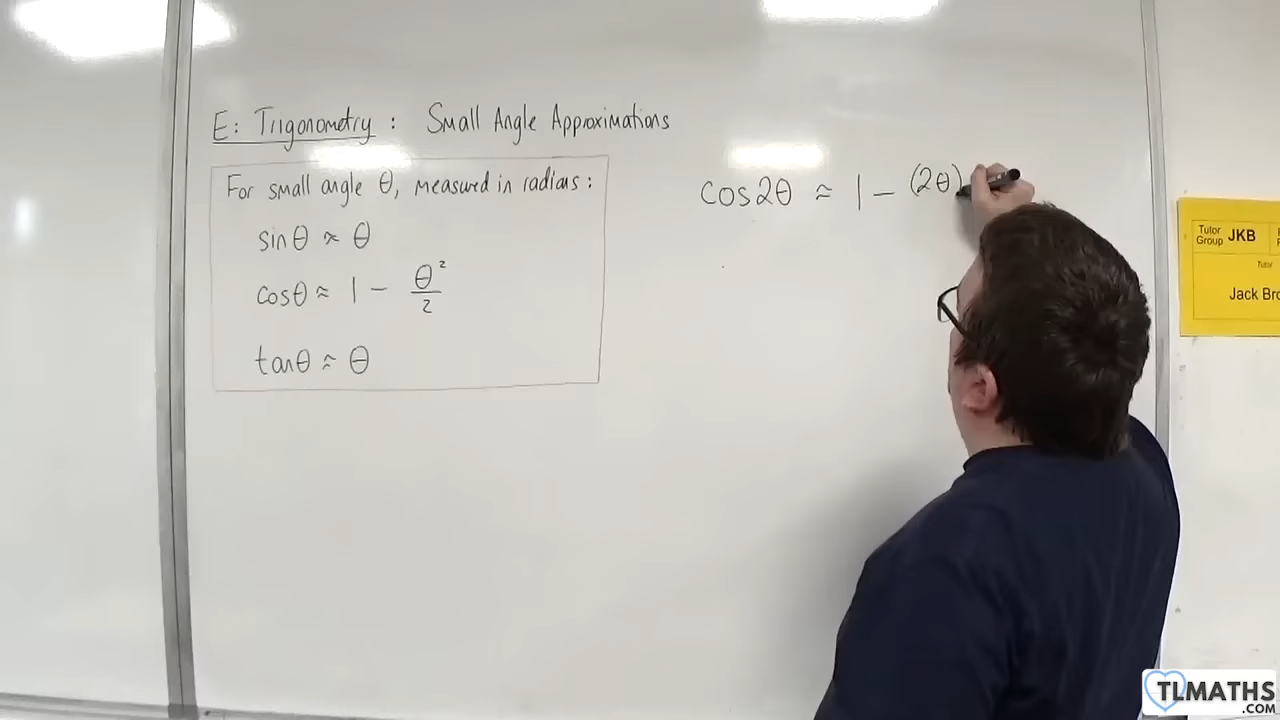 E: Trigonometry: Small Angle Approximations
For small angle θ, measured in radians:
sinθ ≈ θ
cosθ ≈ 1 - θ²/2
tanθ ≈ θ
cos2θ ≈ 1 - (2θ)
Tutor Group JKB
Tutor
Jack Bro
TLMATHS
.COM